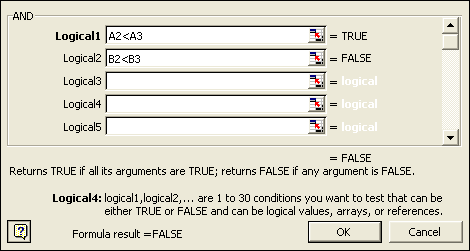 AND
Logical1 A2<A3 = TRUE
Logical2 B2<B3 = FALSE
Logical3 = logical
Logical4 = logical
Logical5 = logical
= FALSE
Returns TRUE if all its arguments are TRUE; returns FALSE if any argument is FALSE.
Logical4: logical1,logical2,... are 1 to 30 conditions you want to test that can be
either TRUE or FALSE and can be logical values, arrays, or references.
? Formula result =FALSE OK Cancel